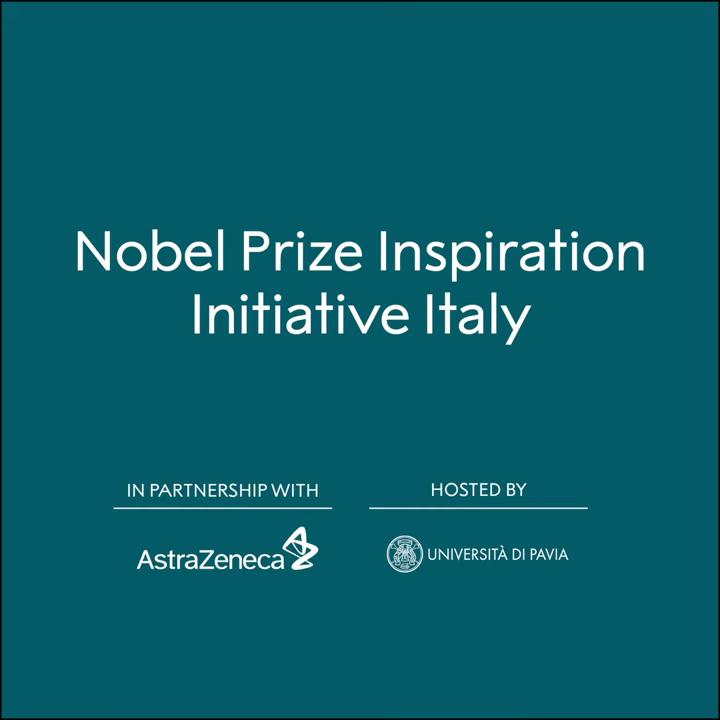 Nobel Prize Inspiration
Initiative Italy
IN PARTNERSHIP WITH
AstraZeneca
HOSTED BY
UNIVERSITÀ DI PAVIA